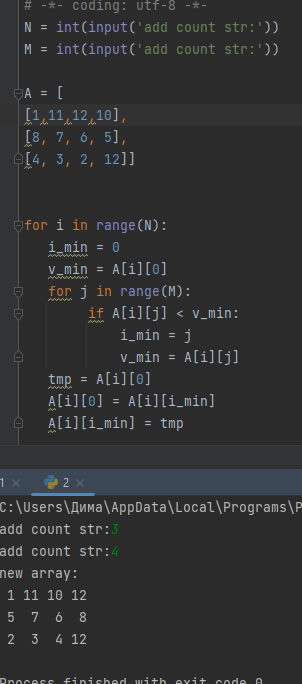 # -*- coding: utf-8 -*-
N = int(input('add count str:'))
M = int(input('add count str:'))
A = [
[1,11,12,10],
[8, 7, 6, 5],
[4, 3, 2, 12]]
for i in range(N):
    i_min = 0
    v_min = A[i][0]
    for j in range(M):
        if A[i][j] < v_min:
            i_min = j
            v_min = A[i][j]
    tmp = A[i][0]
    A[i][0] = A[i][i_min]
    A[i][i_min] = tmp
1 × 2 ×
C:\Users\Дима\AppData\Local\Programs\P
add count str:3
add count str:4
new array:
 1 11 10 12
 5  7  6  8
 2  3  4 12
Process finished with exit code 0